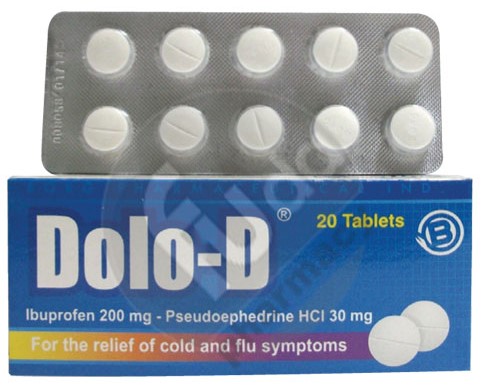 Dolo-D®
20 Tablets
B
Ibuprofen 200 mg - Pseudoephedrine HCl 30 mg
For the relief of cold and flu symptoms